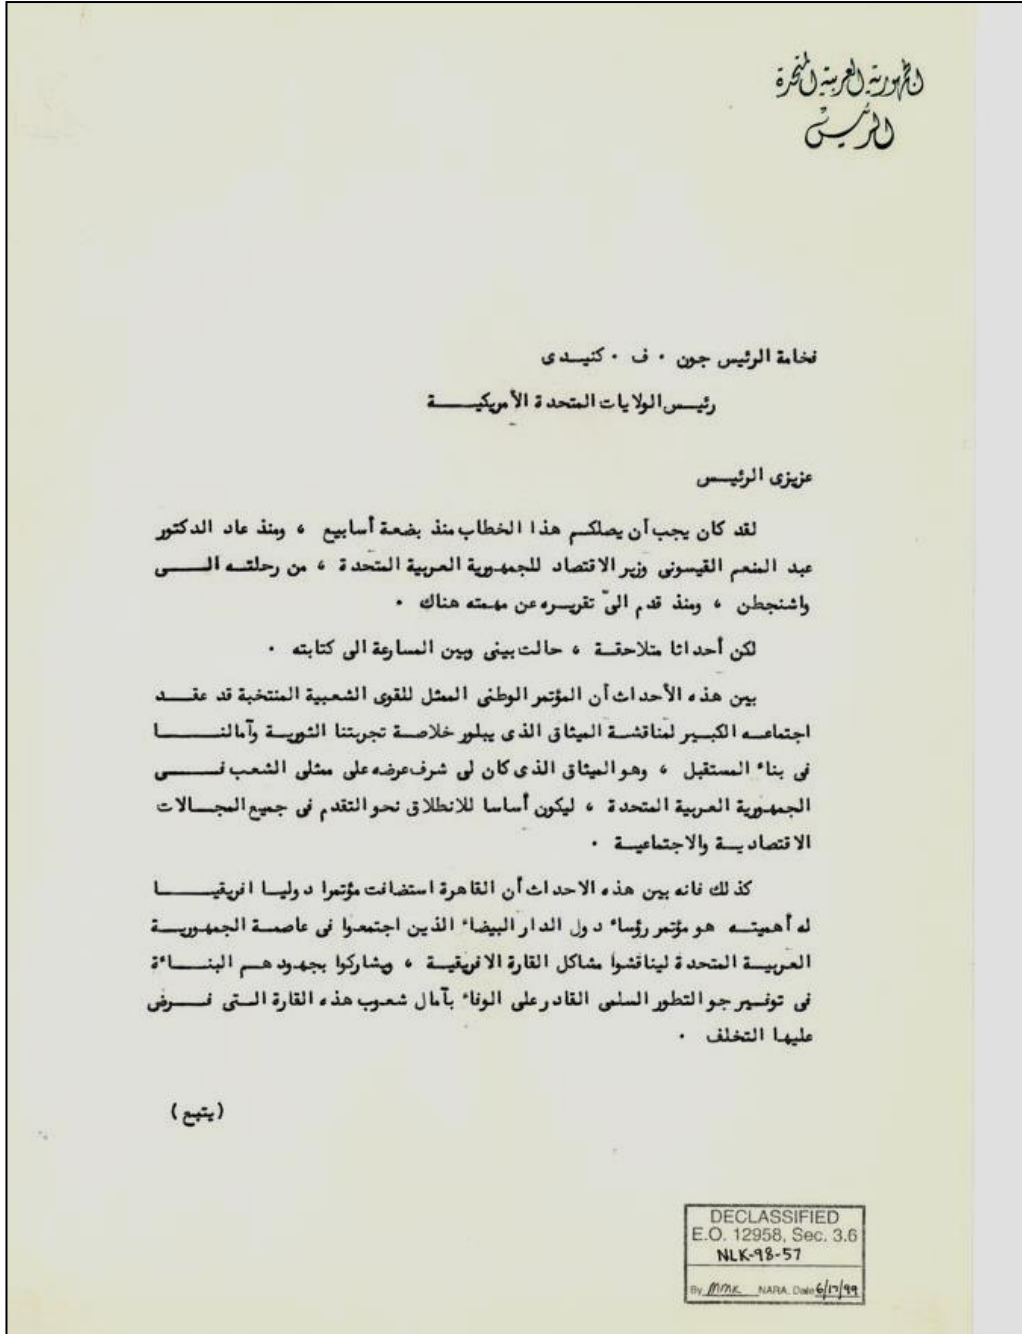 الجمهورية العربية المتحدة
الرئيس
فخامة الرئيس جون . ف . كنيدى
رئيس الولايات المتحدة الأمريكية
عزيزى الرئيس
لقد كان يجب أن يصلكم هذا الخطاب منذ بضعة أسابيع ، ومنذ عاد الدكتور
عبد المنعم القيسونى وزير الاقتصاد للجمهورية العربية المتحدة ، من رحلته الى
واشنجطن ، ومنذ قدم الىّ تقريره عن مهمته هناك .
لكن أحداثا متلاحقة ، حالت بينى وبين المسارعة الى كتابته .
بين هذه الأحداث أن المؤتمر الوطنى الممثل للقوى الشعبية المنتخبة قد عقد
اجتماعه الكبير لمناقشة الميثاق الذى يبلور خلاصة تجربتنا الثورية وآمالنا
فى بناء المستقبل ، وهو الميثاق الذى كان لى شرف عرضه على ممثلى الشعب فى
الجمهورية العربية المتحدة ، ليكون أساسا للانطلاق نحو التقدم فى جميع المجالات
الاقتصادية والاجتماعية .
كذلك فانه بين هذه الاحداث أن القاهرة استضافت مؤتمرا دوليا افريقيا
له أهميته هو مؤتمر رؤساء دول الدار البيضاء الذين اجتمعوا فى عاصمة الجمهورية
العربية المتحدة ليناقشوا مشاكل القارة الافريقية ، ويشاركوا بجهودهم البناءة
فى توفير جو التطور السلمى القادر على الوفاء بآمال شعوب هذه القارة التى فرض
عليها التخلف .
(يتبع)
DECLASSIFIED
E.O. 12958, Sec. 3.6
NLK-98-57
By MMK NARA, Date 6/17/99